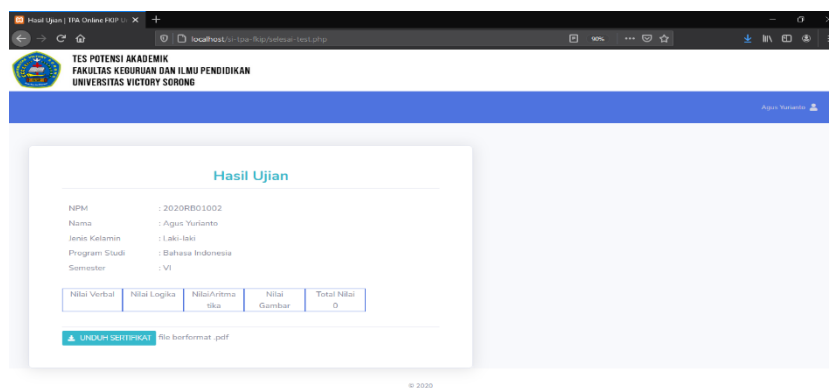 Hasil Ujian | TPA Online FKIP U
localhost/si-tpa-fkip/selesai-test.php
90%
TES POTENSI AKADEMIK
FAKULTAS KEGURUAN DAN ILMU PENDIDIKAN
UNIVERSITAS VICTORY SORONG
Agus Yurianto
Hasil Ujian
NPM : 2020RB01002
Nama : Agus Yurianto
Jenis Kelamin : Laki-laki
Program Studi : Bahasa Indonesia
Semester : VI
Nilai Verbal Nilai Logika NilaiAritma Nilai Total Nilai
tika Gambar 0
UNDUH SERTIFIKAT file berformat .pdf
© 2020